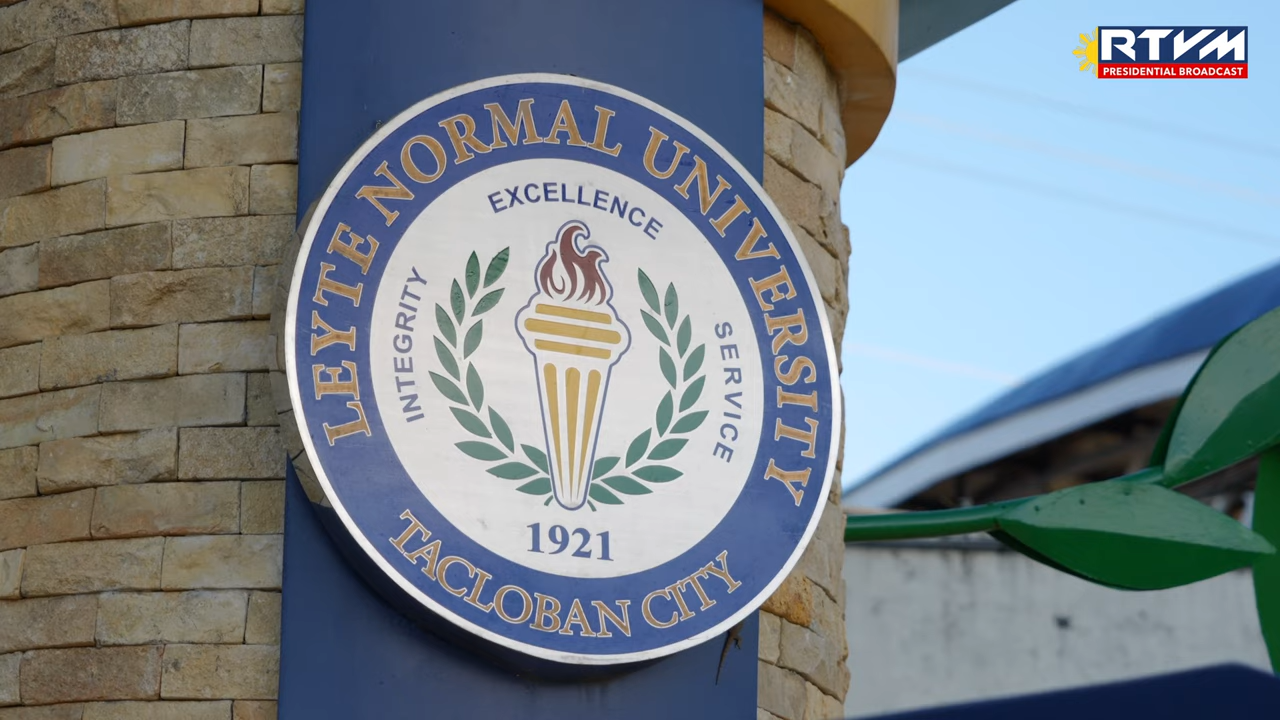 RTVM
PRESIDENTIAL BROADCAST
LEYTE NORMAL UNIVERSITY
EXCELLENCE
INTEGRITY
SERVICE
1921
TACLOBAN CITY